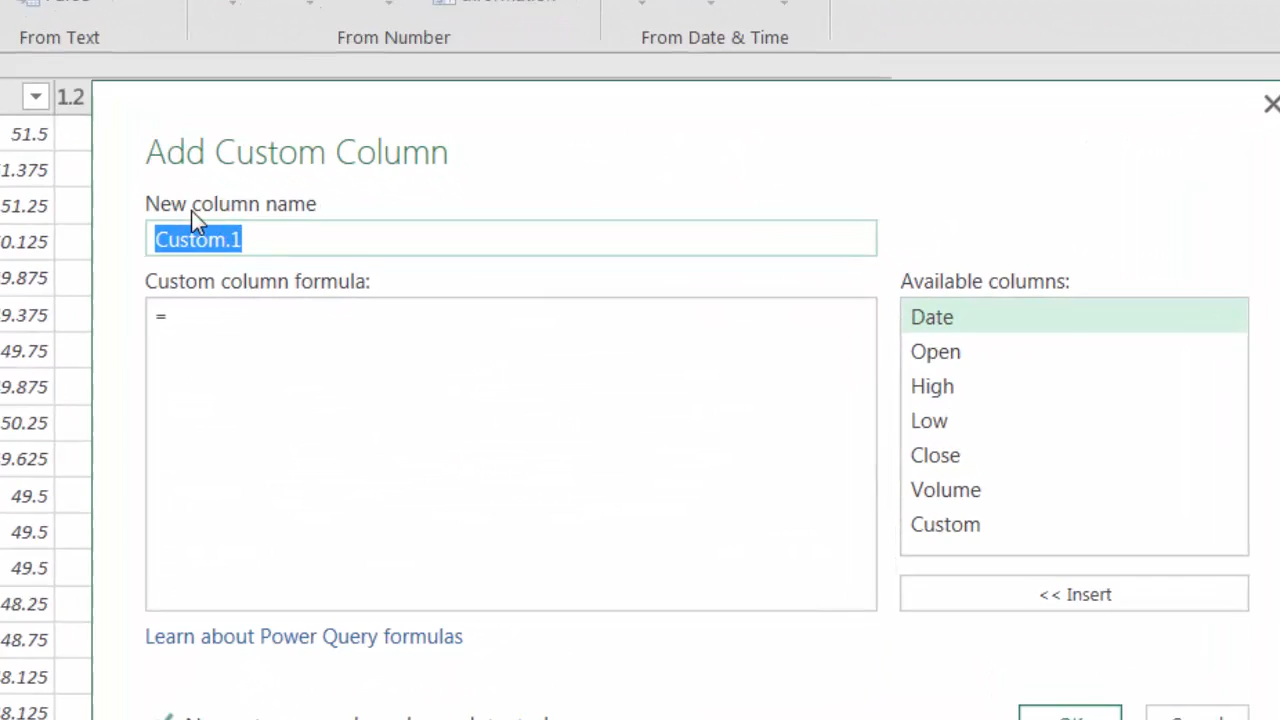 From Text
From Number
From Date & Time
1.2
51.5
1.375
51.25
0.125
9.875
9.375
49.75
9.875
50.25
9.625
49.5
49.5
49.5
48.25
48.75
8.125
8.125
Add Custom Column
New column name
Custom.1
Custom column formula:
=
Available columns:
Date
Open
High
Low
Close
Volume
Custom
<< Insert
Learn about Power Query formulas